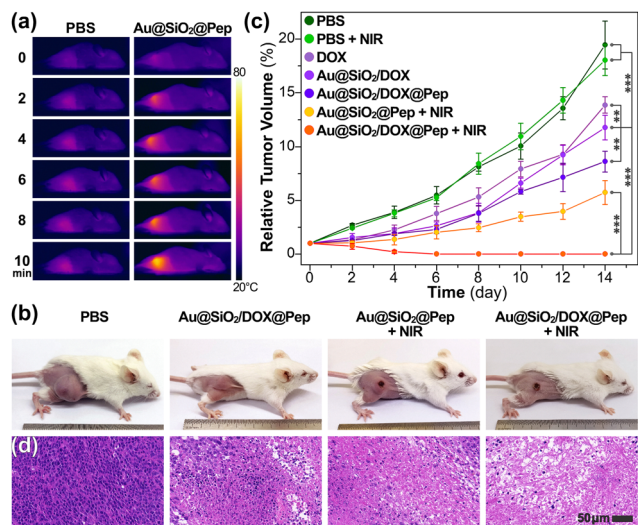 (a)
PBS
Au@SiO₂@Pep
0
2
4
6
8
10
min
80
20°C
(c)
Relative Tumor Volume (%)
20
15
10
5
0
PBS
PBS + NIR
DOX
Au@SiO₂/DOX
Au@SiO₂/DOX@Pep
Au@SiO₂@Pep + NIR
Au@SiO₂/DOX@Pep + NIR
***
**
**
***
***
0 2 4 6 8 10 12 14
Time (day)
(b)
PBS
Au@SiO₂/DOX@Pep
Au@SiO₂@Pep
+ NIR
Au@SiO₂/DOX@Pep
+ NIR
(d)
50μm